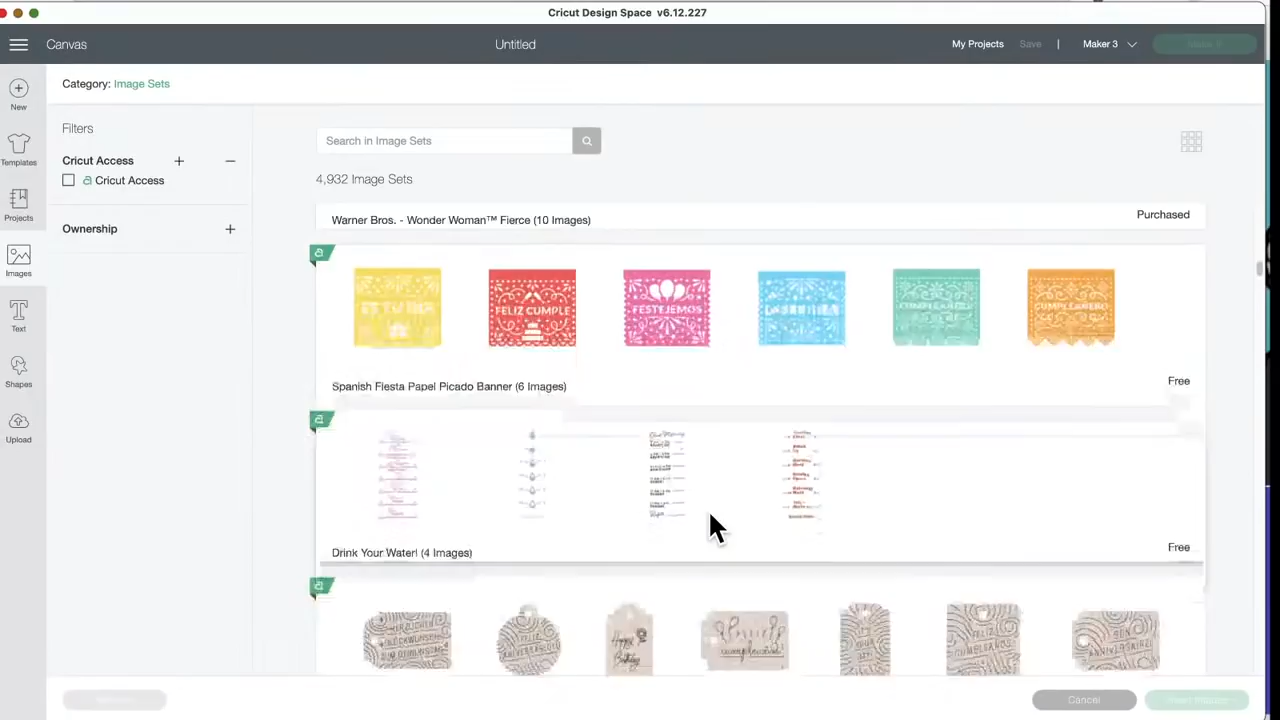 Cricut Design Space v6.12.227
Canvas
Untitled
My Projects
Save
|
Maker 3
New
Templates
Projects
Images
Text
Shapes
Upload
Category: Image Sets
Filters
Cricut Access + −
Cricut Access
Ownership +
Search in Image Sets
4,932 Image Sets
Warner Bros. - Wonder Woman™ Fierce (10 Images)
Purchased
FELIZ CUMPLE
FESTEJEMOS
CUMPLEAÑERO
Spanish Fiesta Papel Picado Banner (6 Images)
Free
Drink Your Water! (4 Images)
Free
Happy Birthday
Cancel